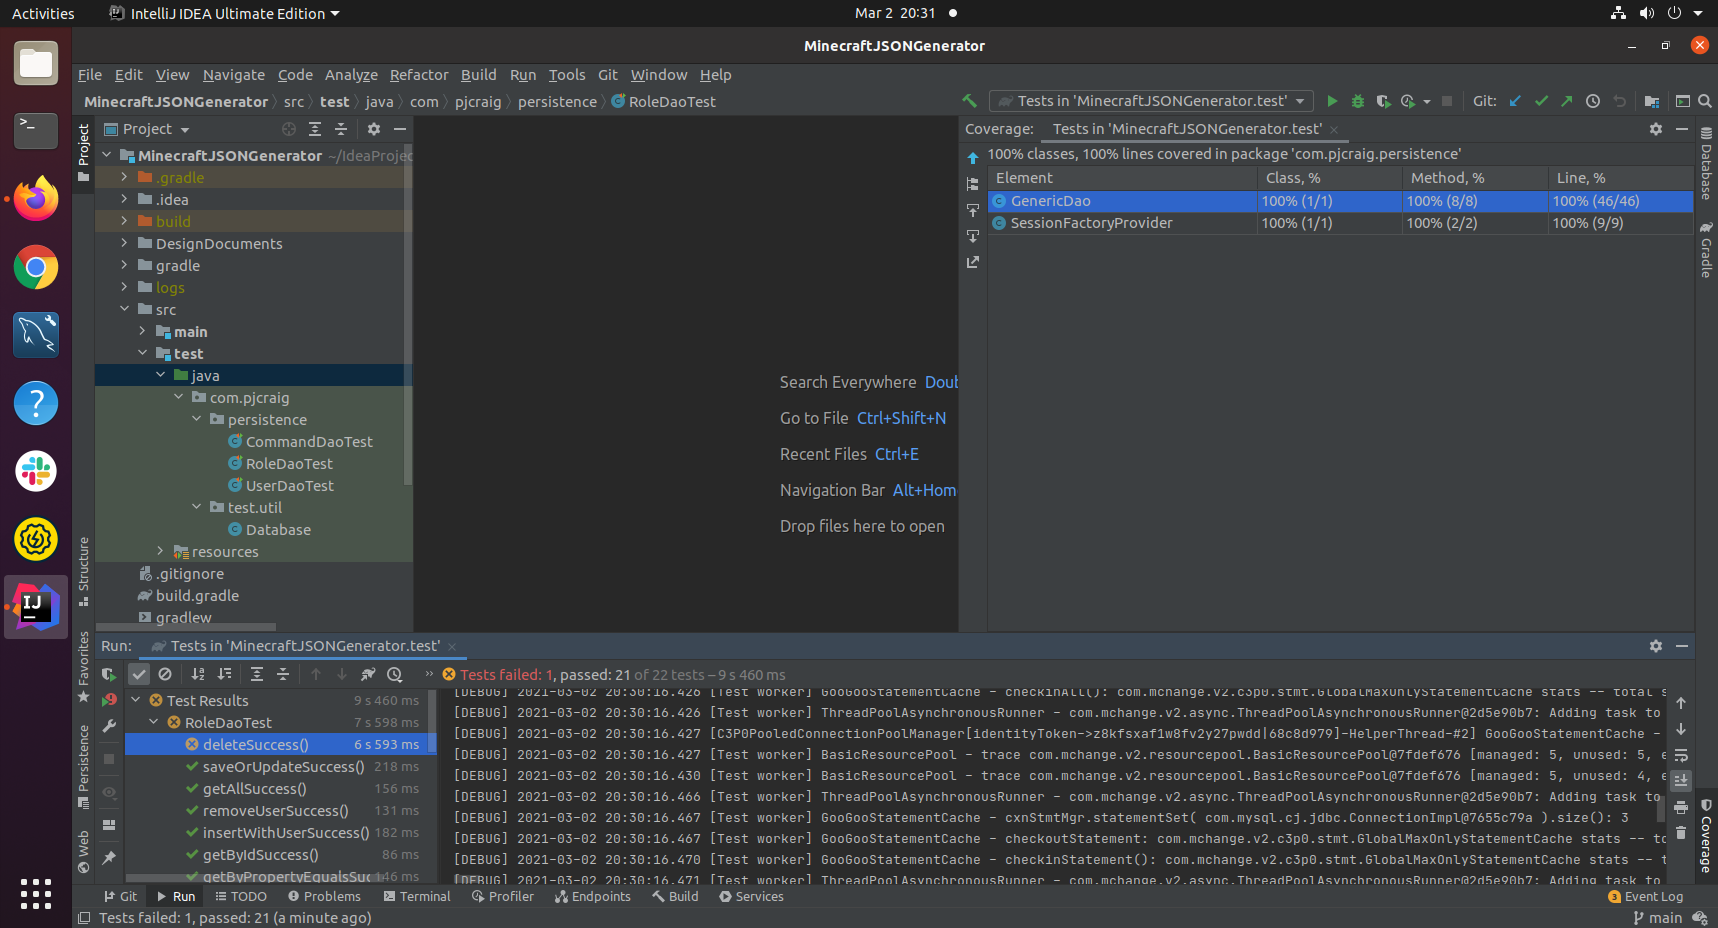 Activities
IntelliJ IDEA Ultimate Edition
Mar 2 20:31
MinecraftJSONGenerator
File Edit View Navigate Code Analyze Refactor Build Run Tools Git Window Help
MinecraftJSONGenerator src test java com pjcraig persistence RoleDaoTest
Tests in 'MinecraftJSONGenerator.test'
Git:
Project
Project
MinecraftJSONGenerator ~/IdeaProjec
.gradle
.idea
build
DesignDocuments
gradle
logs
src
main
test
java
com.pjcraig
persistence
CommandDaoTest
RoleDaoTest
UserDaoTest
test.util
Database
resources
.gitignore
build.gradle
gradlew
Structure
Favorites
Persistence
Web
Search Everywhere Doub
Go to File Ctrl+Shift+N
Recent Files Ctrl+E
Navigation Bar Alt+Hom
Drop files here to open
Coverage: Tests in 'MinecraftJSONGenerator.test'
100% classes, 100% lines covered in package 'com.pjcraig.persistence'
Element Class, % Method, % Line, %
GenericDao 100% (1/1) 100% (8/8) 100% (46/46)
SessionFactoryProvider 100% (1/1) 100% (2/2) 100% (9/9)
Database
Gradle
Coverage
Run: Tests in 'MinecraftJSONGenerator.test'
Tests failed: 1, passed: 21 of 22 tests – 9 s 460 ms
Test Results 9 s 460 ms
RoleDaoTest 7 s 598 ms
deleteSuccess() 6 s 593 ms
saveOrUpdateSuccess() 218 ms
getAllSuccess() 156 ms
removeUserSuccess() 131 ms
insertWithUserSuccess() 182 ms
getByIdSuccess() 86 ms
getByPropertyEqualsSuc 146 ms
[DEBUG] 2021-03-02 20:30:16.426 [Test worker] GooGooStatementCache - checkinAll(): com.mchange.v2.c3p0.stmt.GlobalMaxOnlyStatementCache stats -- total s
[DEBUG] 2021-03-02 20:30:16.426 [Test worker] ThreadPoolAsynchronousRunner - com.mchange.v2.async.ThreadPoolAsynchronousRunner@2d5e90b7: Adding task to
[DEBUG] 2021-03-02 20:30:16.427 [C3P0PooledConnectionPoolManager[identityToken->z8kfsxaf1w8fv2y27pwdd|68c8d979]-HelperThread-#2] GooGooStatementCache -
[DEBUG] 2021-03-02 20:30:16.427 [Test worker] BasicResourcePool - trace com.mchange.v2.resourcepool.BasicResourcePool@7fdef676 [managed: 5, unused: 5, e
[DEBUG] 2021-03-02 20:30:16.430 [Test worker] BasicResourcePool - trace com.mchange.v2.resourcepool.BasicResourcePool@7fdef676 [managed: 5, unused: 4, e
[DEBUG] 2021-03-02 20:30:16.466 [Test worker] ThreadPoolAsynchronousRunner - com.mchange.v2.async.ThreadPoolAsynchronousRunner@2d5e90b7: Adding task to
[DEBUG] 2021-03-02 20:30:16.467 [Test worker] GooGooStatementCache - cxnStmtMgr.statementSet( com.mysql.cj.jdbc.ConnectionImpl@7655c79a ).size(): 3
[DEBUG] 2021-03-02 20:30:16.467 [Test worker] GooGooStatementCache - checkoutStatement: com.mchange.v2.c3p0.stmt.GlobalMaxOnlyStatementCache stats -- to
[DEBUG] 2021-03-02 20:30:16.470 [Test worker] GooGooStatementCache - checkinStatement(): com.mchange.v2.c3p0.stmt.GlobalMaxOnlyStatementCache stats -- t
[DEBUG] 2021-03-02 20:30:16.471 [Test worker] ThreadPoolAsynchronousRunner - com.mchange.v2.async.ThreadPoolAsynchronousRunner@2d5e90b7: Adding task to
Git Run TODO Problems Terminal Profiler Endpoints Build Services
3 Event Log
Tests failed: 1, passed: 21 (a minute ago)
main